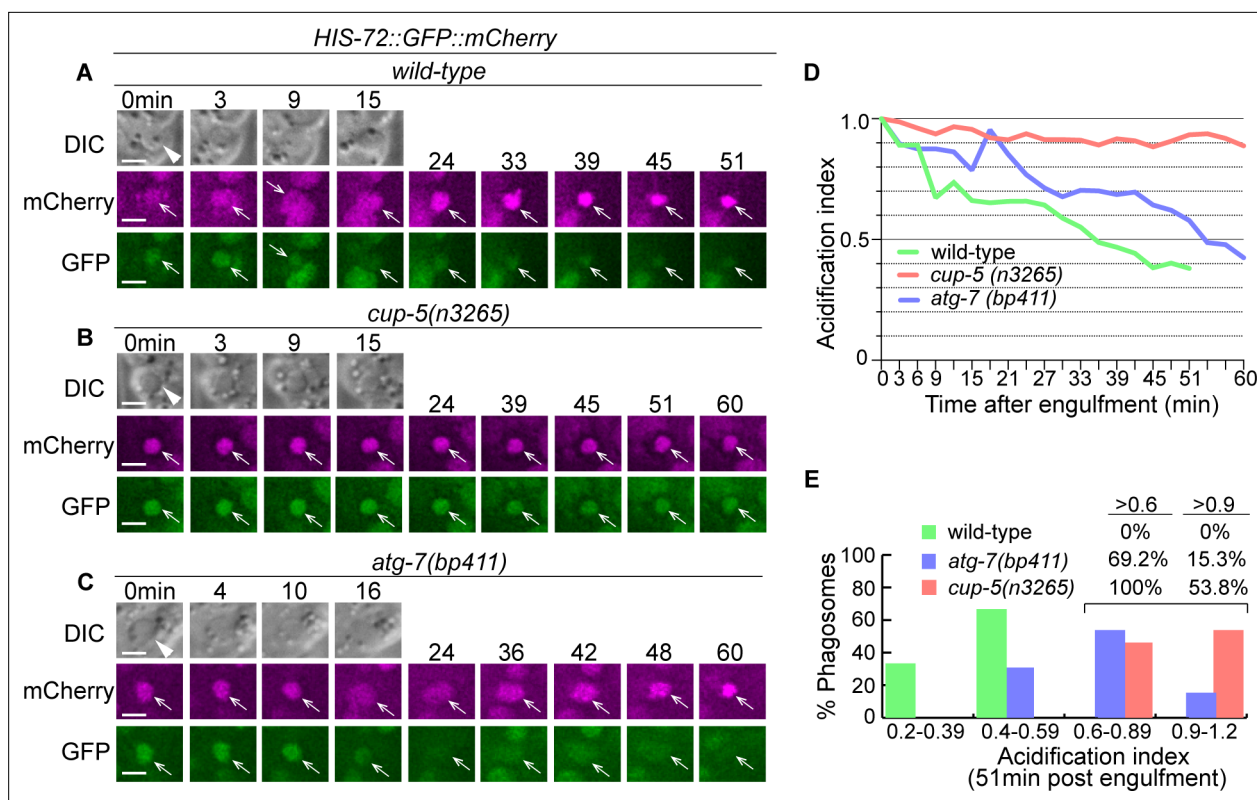 HIS-72::GFP::mCherry
A
wild-type
0min 3 9 15
DIC
24 33 39 45 51
mCherry
GFP
B
cup-5(n3265)
0min 3 9 15
DIC
24 39 45 51 60
mCherry
GFP
C
atg-7(bp411)
0min 4 10 16
DIC
24 36 42 48 60
mCherry
GFP
D
Acidification index
1.0
0.5
0
wild-type
cup-5 (n3265)
atg-7 (bp411)
0 3 6 9 15 21 27 33 39 45 51 60
Time after engulfment (min)
E
>0.6 >0.9
wild-type 0% 0%
atg-7(bp411) 69.2% 15.3%
cup-5(n3265) 100% 53.8%
% Phagosomes
100
80
60
40
20
0
0.2-0.39 0.4-0.59 0.6-0.89 0.9-1.2
Acidification index
(51min post engulfment)